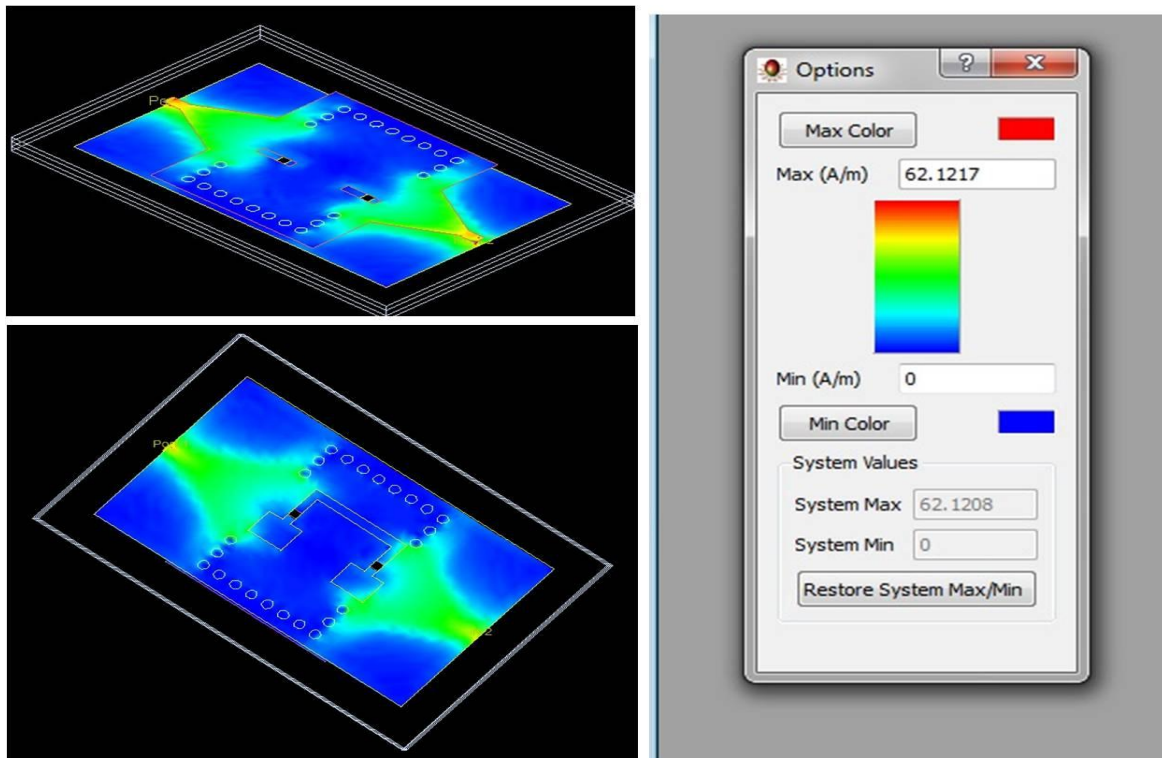 Options
?
Max Color
Max (A/m) 62.1217
Min (A/m) 0
Min Color
System Values
System Max 62.1208
System Min 0
Restore System Max/Min